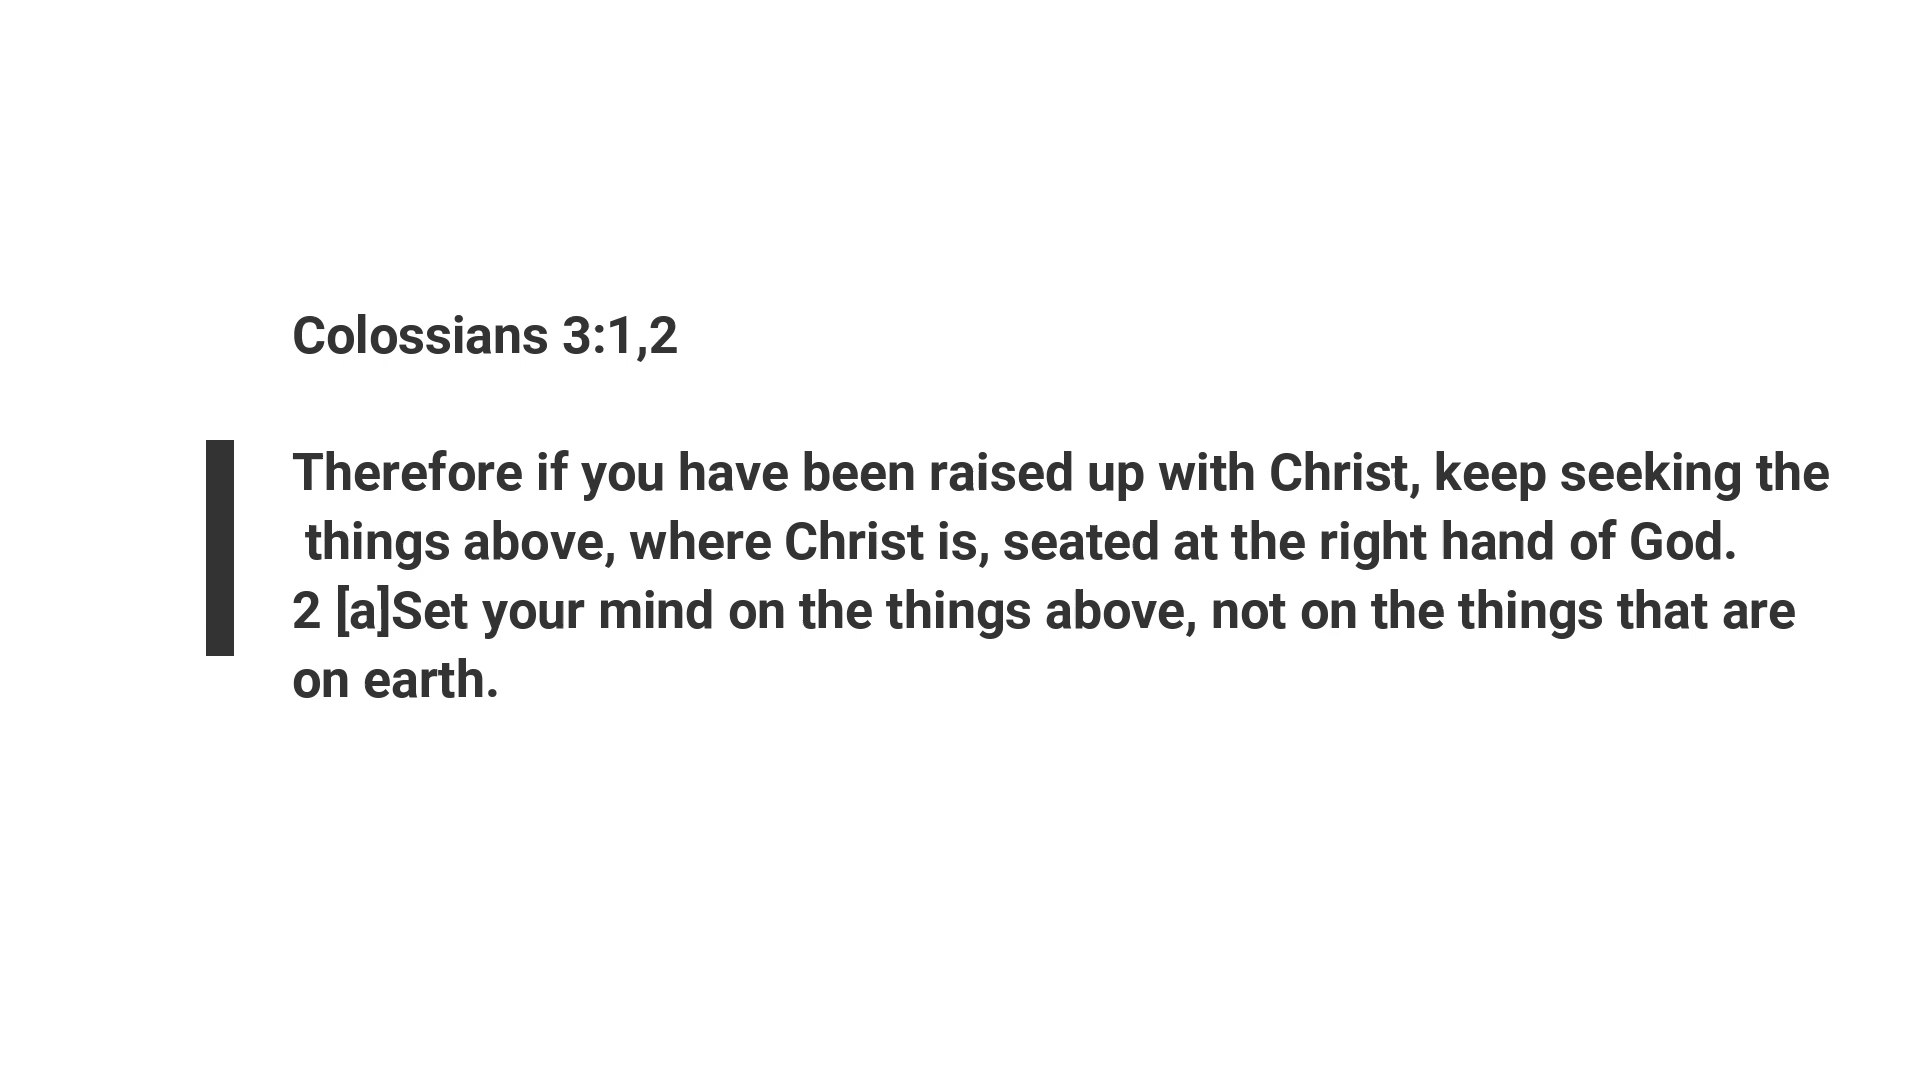 Colossians 3:1,2
Therefore if you have been raised up with Christ, keep seeking the
things above, where Christ is, seated at the right hand of God.
2 [a]Set your mind on the things above, not on the things that are
on earth.